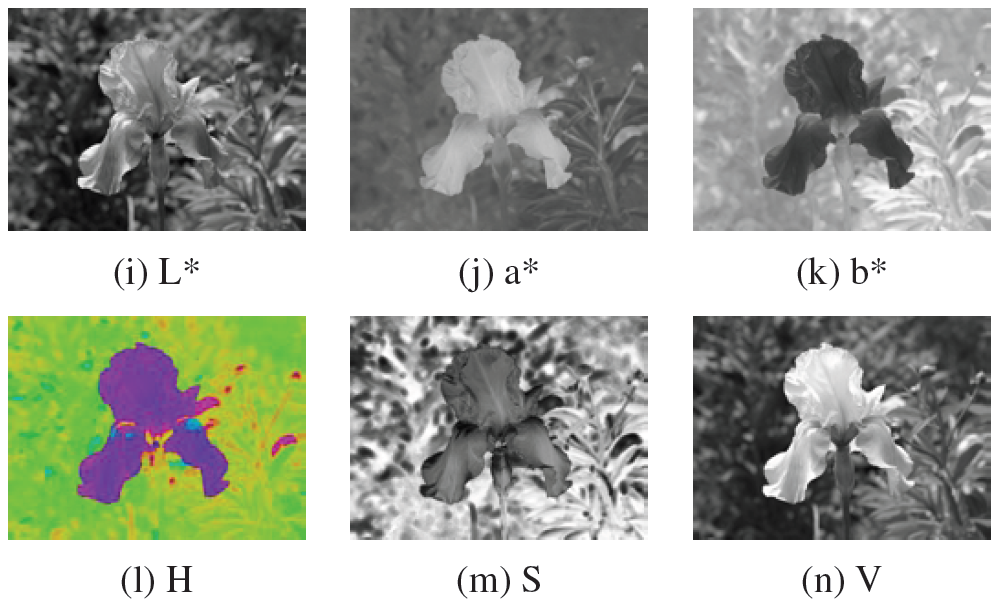 (i) L* (j) a* (k) b*
(l) H (m) S (n) V